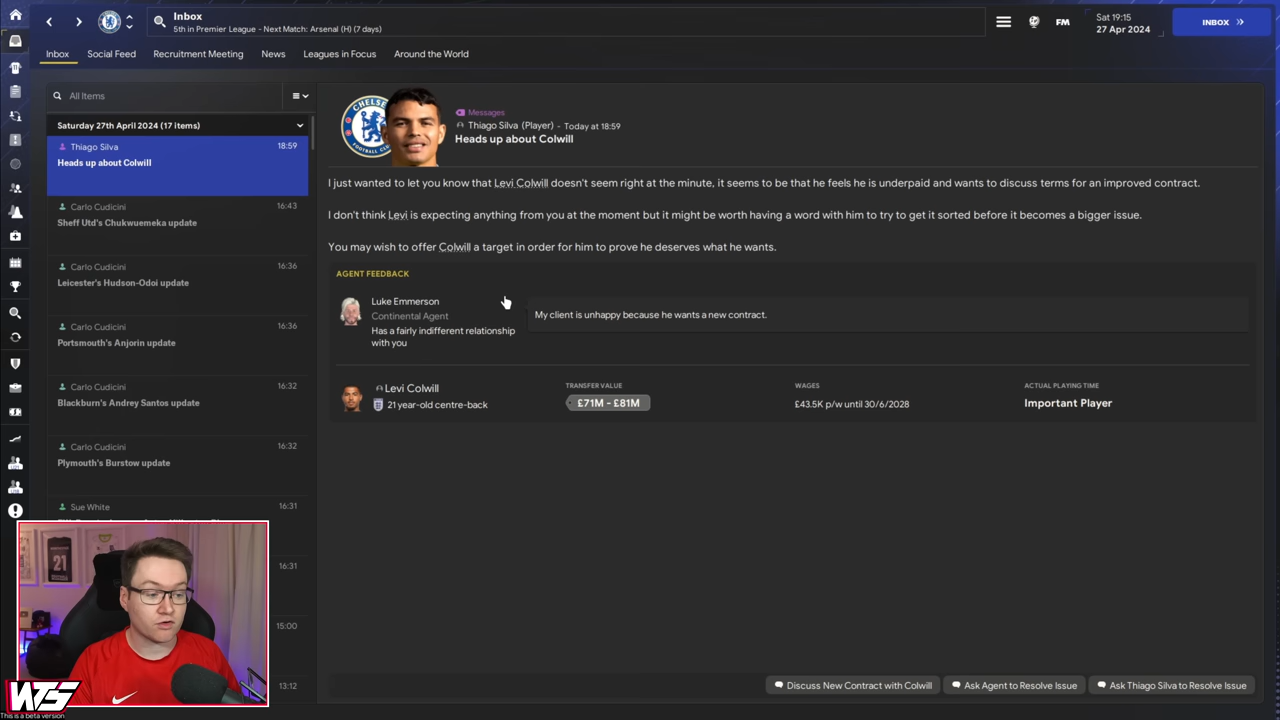 Inbox
5th in Premier League - Next Match: Arsenal (H) (7 days)
FM
Sat 19:15
27 Apr 2024
INBOX
Inbox
Social Feed
Recruitment Meeting
News
Leagues in Focus
Around the World
All Items
Saturday 27th April 2024 (17 items)
Thiago Silva
18:59
Heads up about Colwill
Carlo Cudicini
16:43
Sheff Utd's Chukwuemeka update
Carlo Cudicini
16:36
Leicester's Hudson-Odoi update
Carlo Cudicini
16:36
Portsmouth's Anjorin update
Carlo Cudicini
16:32
Blackburn's Andrey Santos update
Carlo Cudicini
16:32
Plymouth's Burstow update
Sue White
16:31
16:31
15:00
13:12
CHELSEA
FOOTBALL CLUB
Messages
Thiago Silva (Player) - Today at 18:59
Heads up about Colwill
I just wanted to let you know that Levi Colwill doesn't seem right at the minute, it seems to be that he feels he is underpaid and wants to discuss terms for an improved contract.
I don't think Levi is expecting anything from you at the moment but it might be worth having a word with him to try to get it sorted before it becomes a bigger issue.
You may wish to offer Colwill a target in order for him to prove he deserves what he wants.
AGENT FEEDBACK
Luke Emmerson
Continental Agent
Has a fairly indifferent relationship
with you
My client is unhappy because he wants a new contract.
Levi Colwill
21 year-old centre-back
TRANSFER VALUE
£71M - £81M
WAGES
£43.5K p/w until 30/6/2028
ACTUAL PLAYING TIME
Important Player
Discuss New Contract with Colwill
Ask Agent to Resolve Issue
Ask Thiago Silva to Resolve Issue
21
WTS
This is a beta version